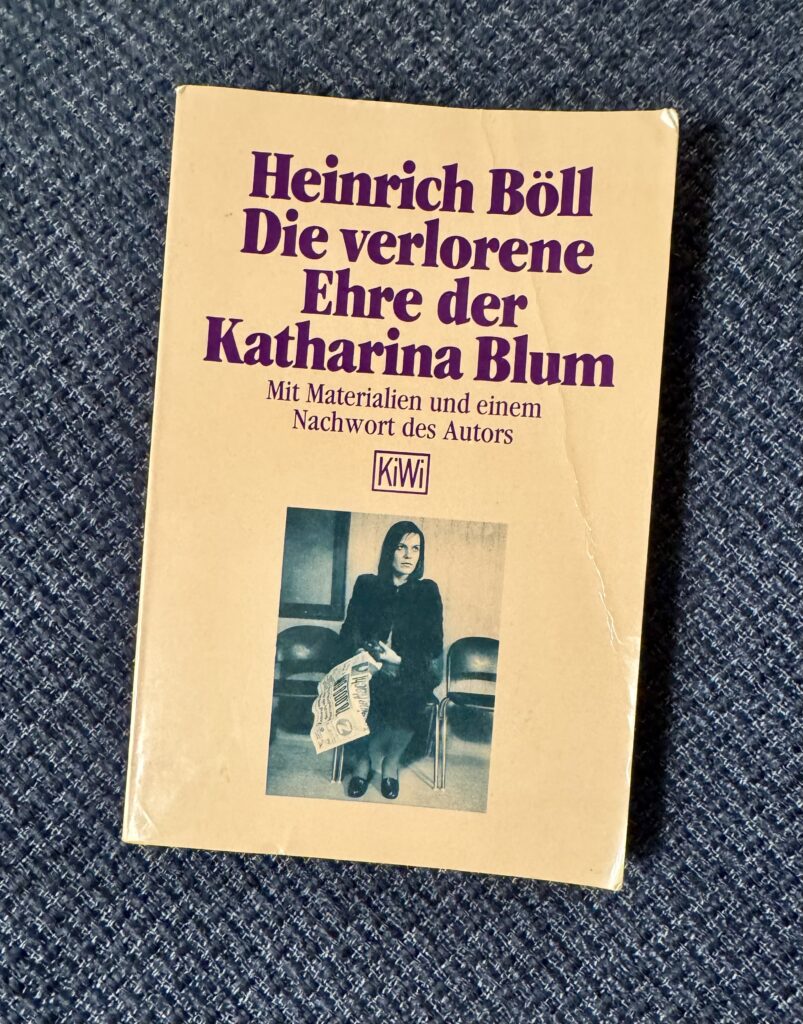 Heinrich Böll
Die verlorene
Ehre der
Katharina Blum
Mit Materialien und einem
Nachwort des Autors
KiWi